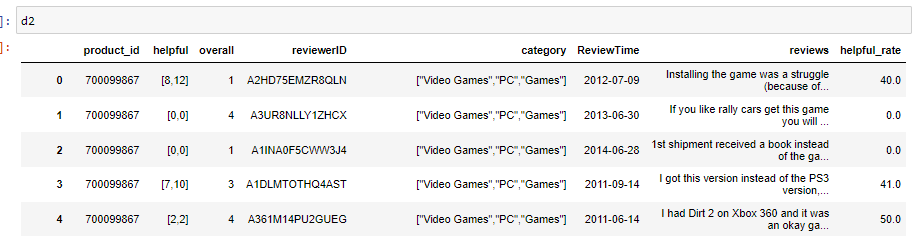 ]: d2
]:
product_id helpful overall reviewerID category ReviewTime reviews helpful_rate
0 700099867 [8,12] 1 A2HD75EMZR8QLN ["Video Games","PC","Games"] 2012-07-09 Installing the game was a struggle (because of... 40.0
1 700099867 [0,0] 4 A3UR8NLLY1ZHCX ["Video Games","PC","Games"] 2013-06-30 If you like rally cars get this game you will ... 0.0
2 700099867 [0,0] 1 A1INA0F5CWW3J4 ["Video Games","PC","Games"] 2014-06-28 1st shipment received a book instead of the ga... 0.0
3 700099867 [7,10] 3 A1DLMTOTHQ4AST ["Video Games","PC","Games"] 2011-09-14 I got this version instead of the PS3 version,... 41.0
4 700099867 [2,2] 4 A361M14PU2GUEG ["Video Games","PC","Games"] 2011-06-14 I had Dirt 2 on Xbox 360 and it was an okay ga... 50.0